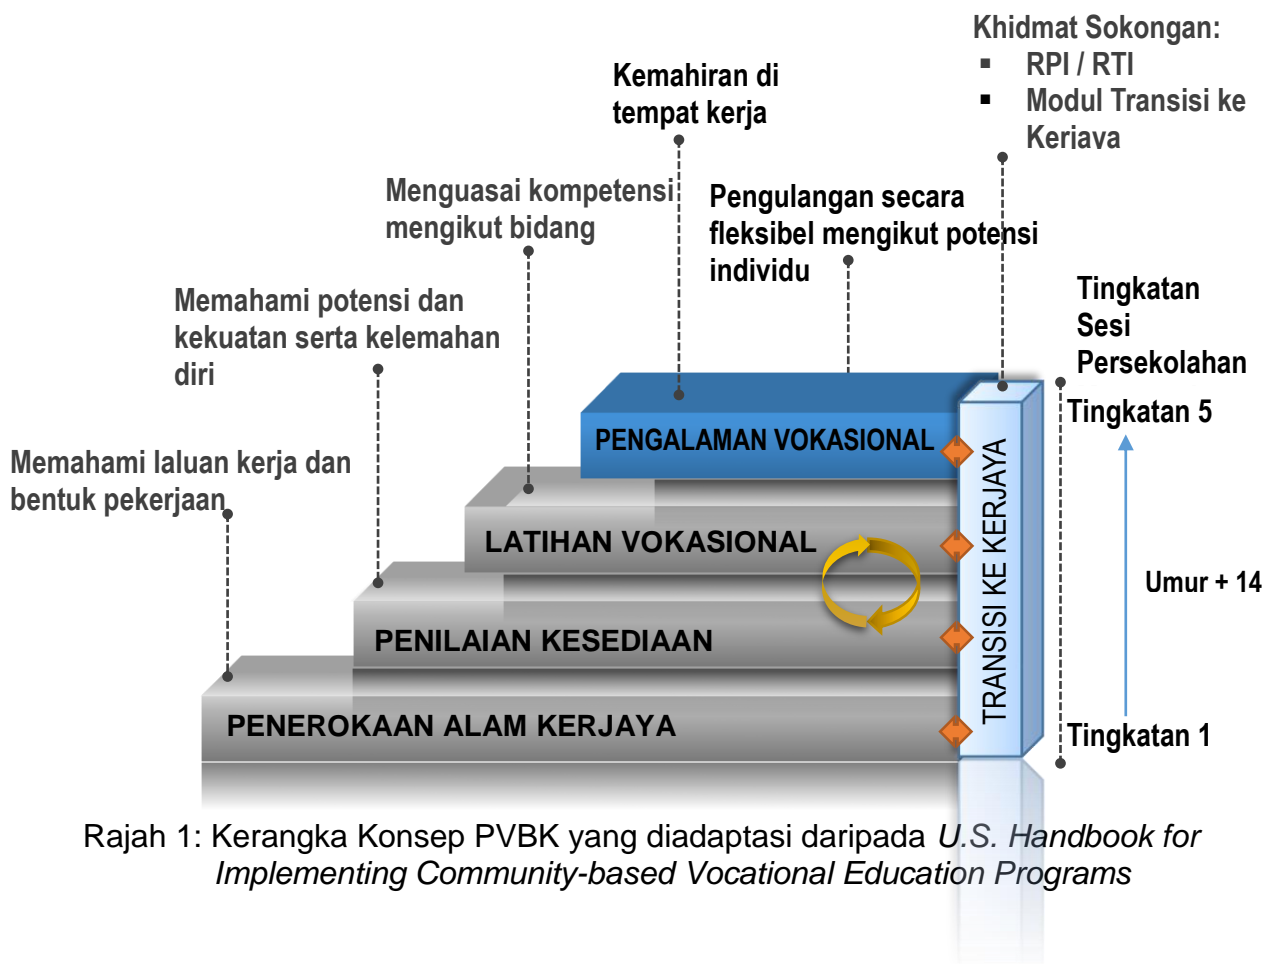 Khidmat Sokongan:
▪ RPI / RTI
▪ Modul Transisi ke
Keriava
Kemahiran di
tempat kerja
Menguasai kompetensi
mengikut bidang
Pengulangan secara
fleksibel mengikut potensi
individu
Memahami potensi dan
kekuatan serta kelemahan
diri
Tingkatan
Sesi
Persekolahan
Tingkatan 5
Memahami laluan kerja dan
bentuk pekerjaan
PENGALAMAN VOKASIONAL
LATIHAN VOKASIONAL
PENILAIAN KESEDIAAN
PENEROKAAN ALAM KERJAYA
TRANSISI KE KERJAYA
Umur + 14
Tingkatan 1
Rajah 1: Kerangka Konsep PVBK yang diadaptasi daripada U.S. Handbook for
Implementing Community-based Vocational Education Programs